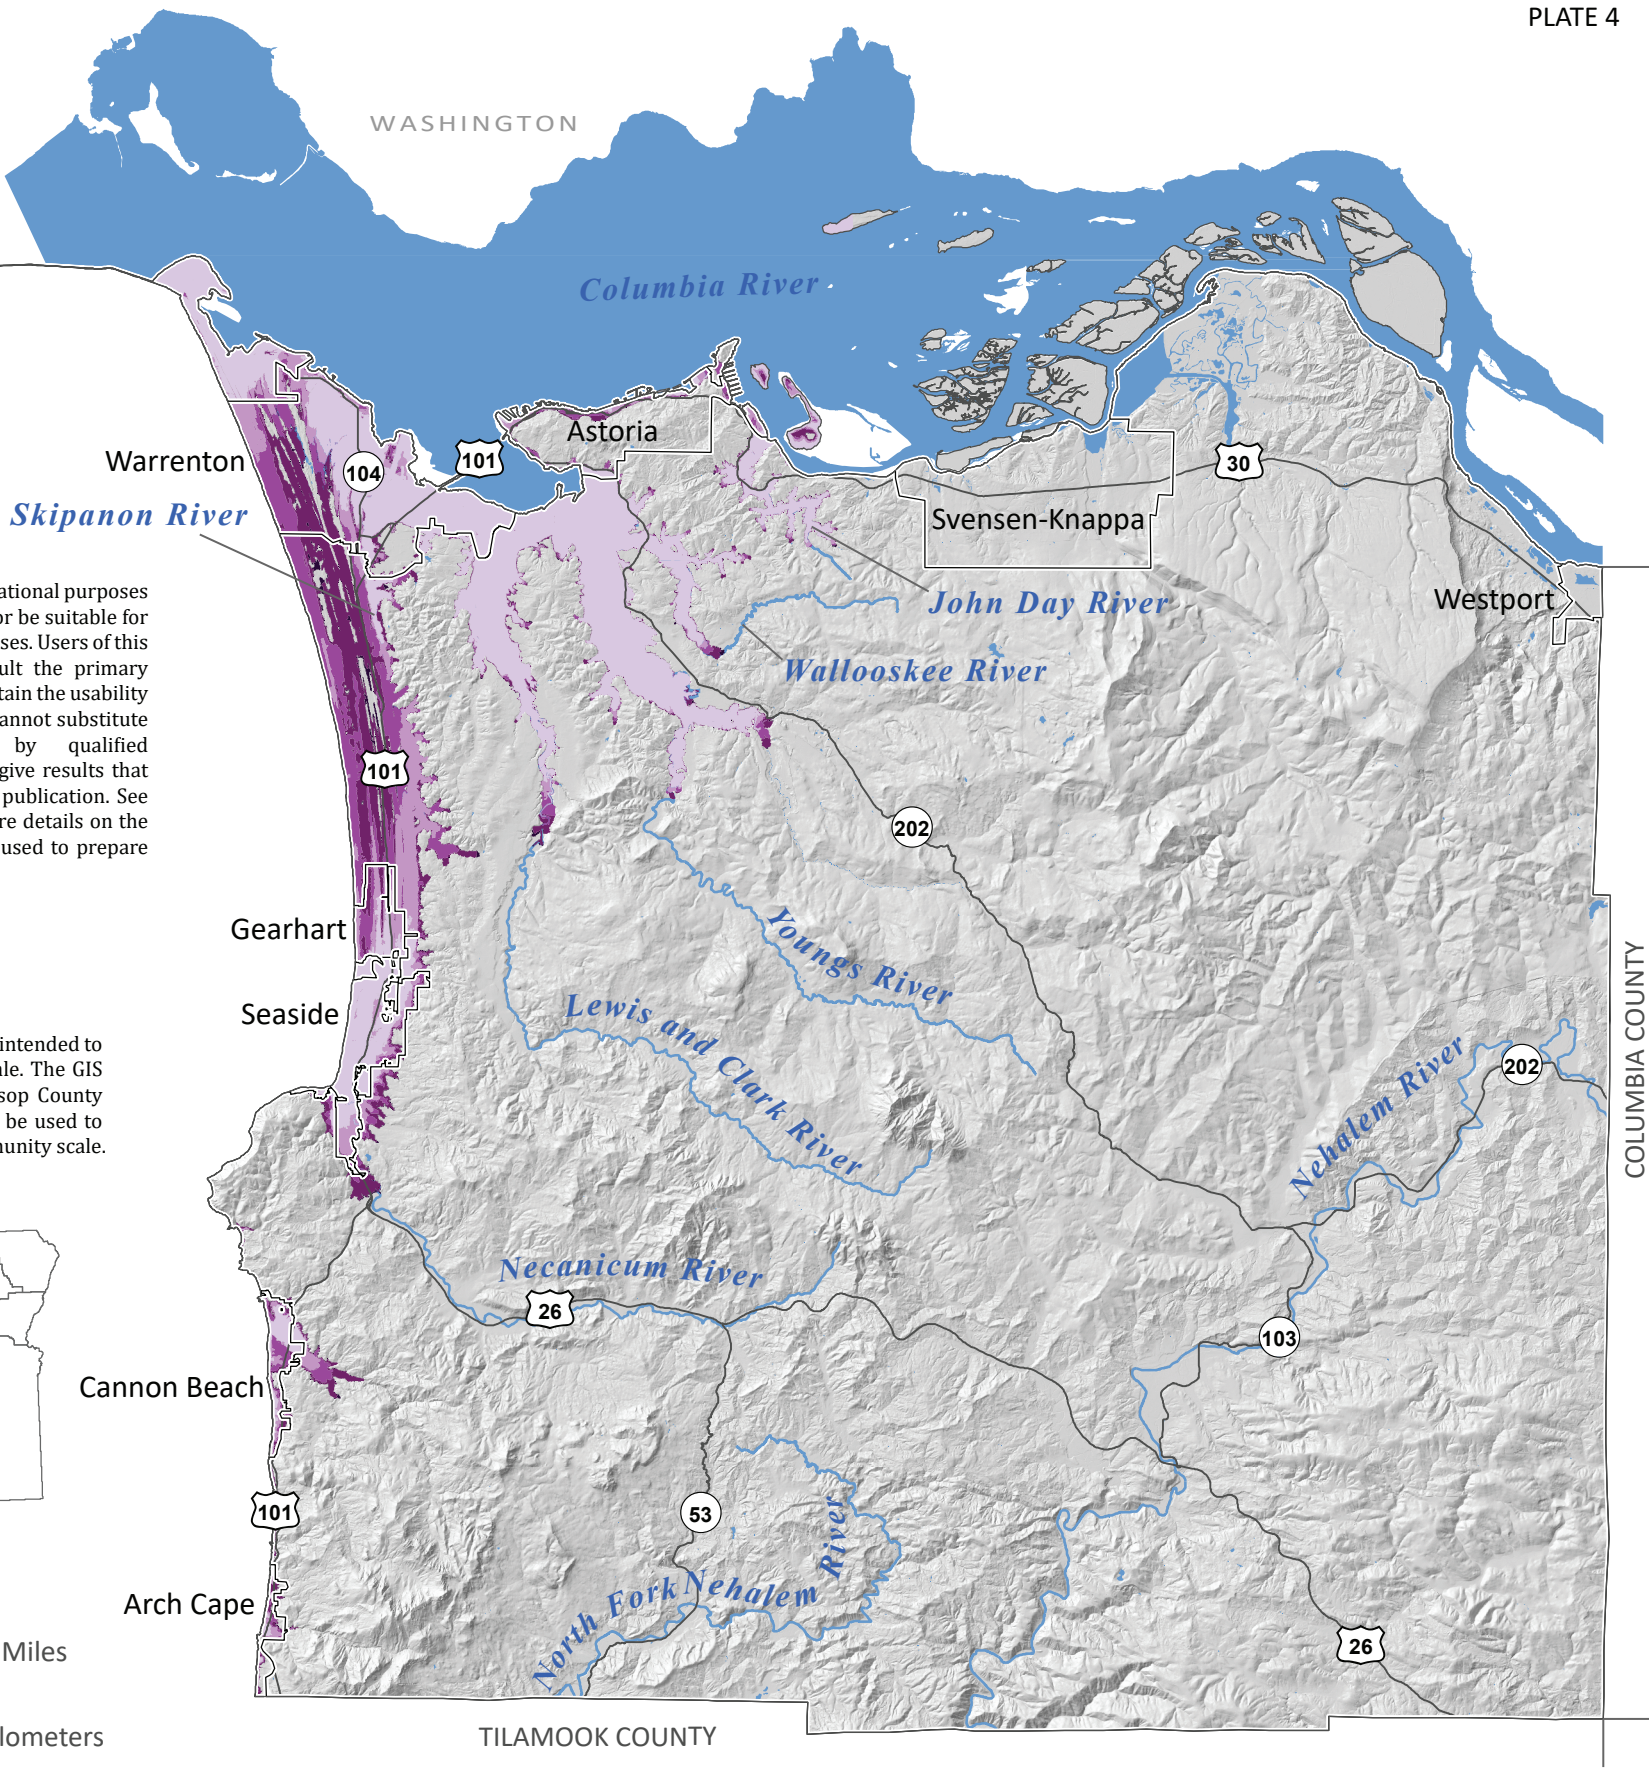 PLATE 4
WASHINGTON
Columbia River
Astoria
101
Warrenton
104
30
Skipanon River
Svensen-Knappa
ational purposes
or be suitable for
ses. Users of this
ult the primary
tain the usability
annot substitute
by qualified
give results that
publication. See
re details on the
used to prepare
John Day River
Westport
Wallooskee River
101
202
Gearhart
Youngs River
Seaside
Lewis and Clark River
COLUMBIA COUNTY
intended to
ale. The GIS
sop County
be used to
munity scale.
Nehalem River
202
Necanicum River
26
103
Cannon Beach
101
53
Arch Cape
North Fork Nehalem River
26
Miles
lometers
TILAMOOK COUNTY